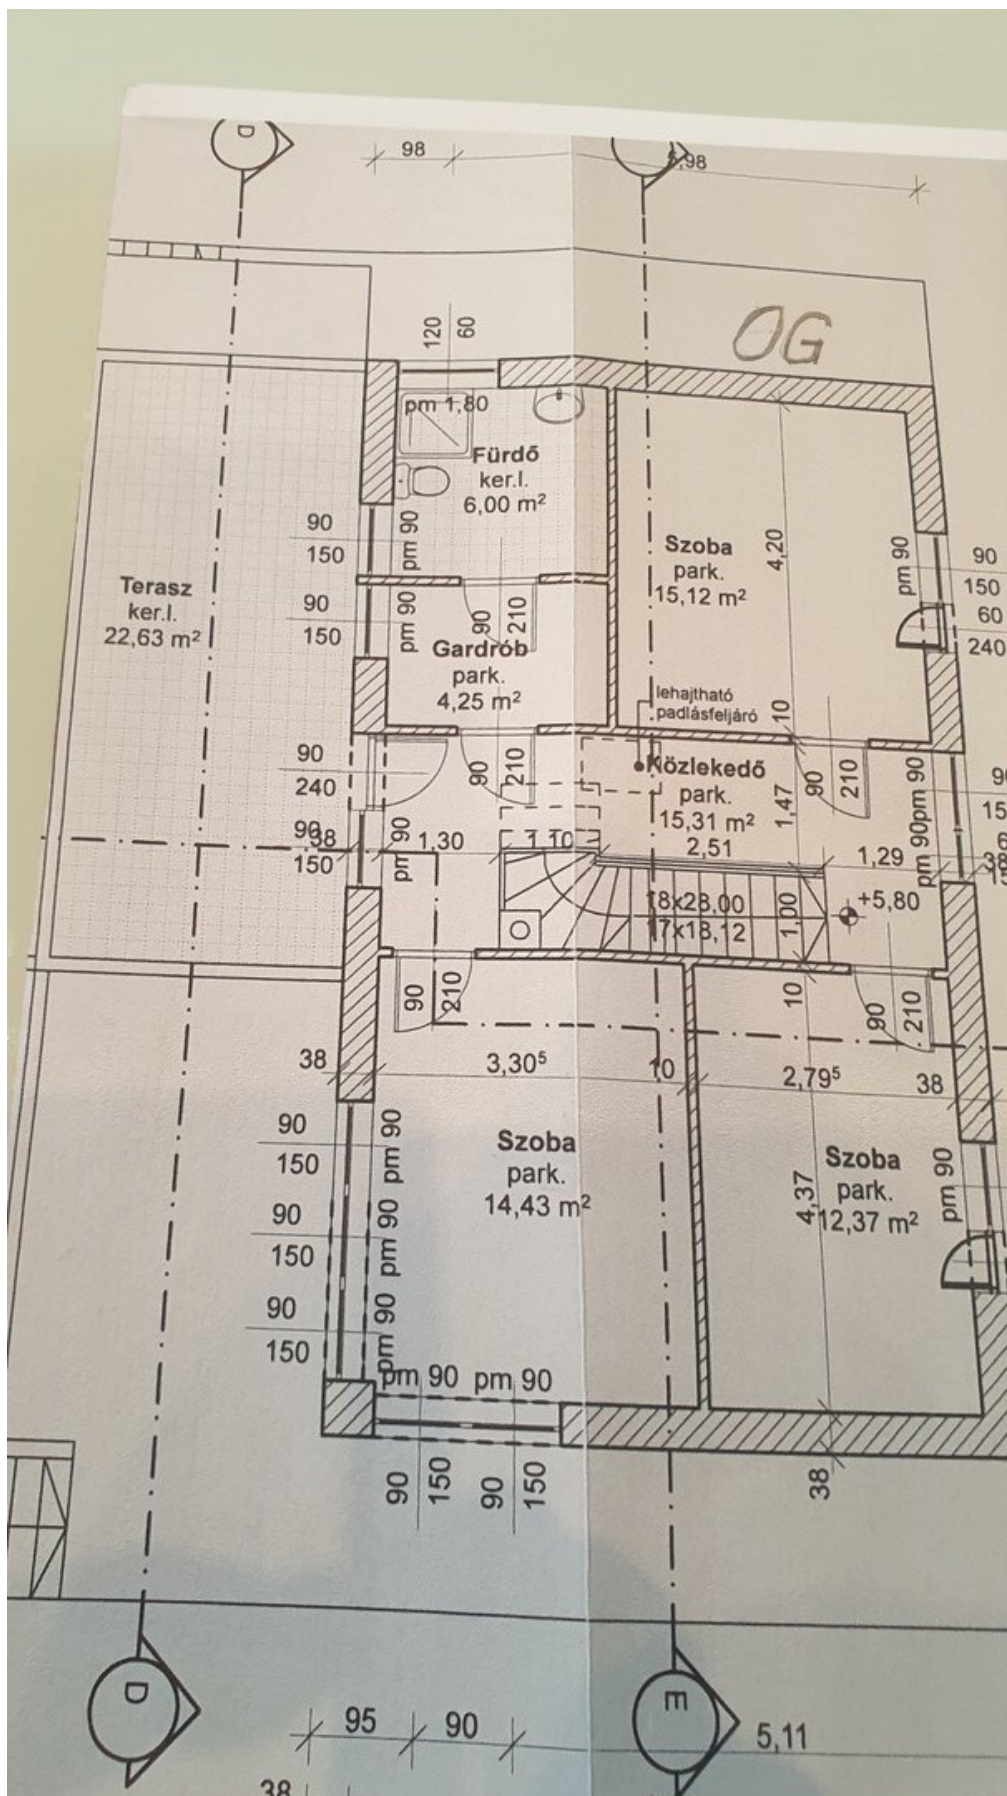 D
98
5,98
OG
120
60
pm 1,80
Fürdő
ker.l.
6,00 m²
90
150
pm 90
Szoba
park.
15,12 m²
4,20
pm 90
90
150
60
240
Terasz
ker.l.
22,63 m²
90
150
pm 90
90
210
Gardrób
park.
4,25 m²
lehajtható
padlásfeljáró
10
90
240
90
210
Közlekedő
park.
15,31 m²
2,51
1,47
90
210
pm 90
pm 90
90
38
150
pm 90
1,30
1,10
1,29
38
18x28,00
17x18,12
1,00
+5,80
90
210
10
90
210
38
3,30⁵
10
2,79⁵
38
90
150
pm 90
Szoba
park.
14,43 m²
Szoba
park.
12,37 m²
4,37
pm 90
90
150
pm 90
90
150
pm 90
pm 90
pm 90
90
150
90
150
38
D
E
95
90
5,11
38